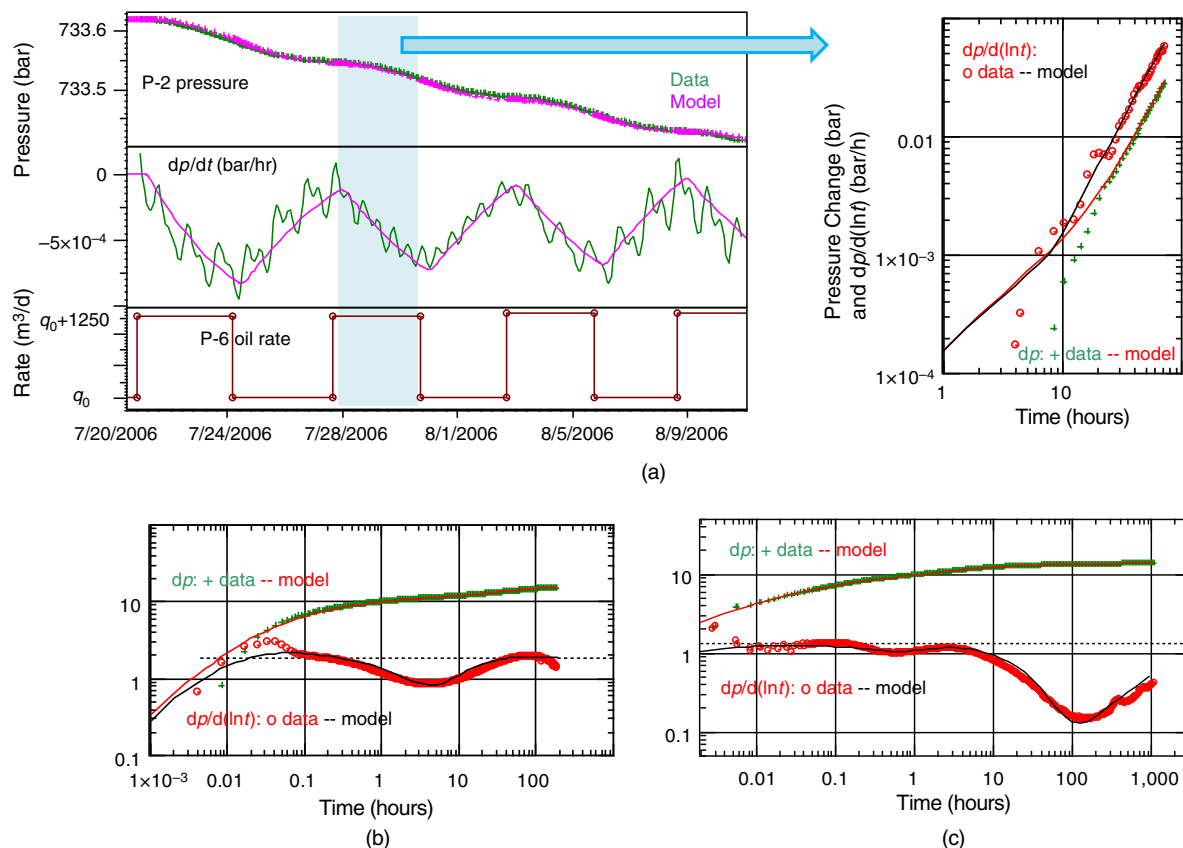 Pressure (bar)
733.6
733.5
P-2 pressure
Data
Model
0
−5×10⁻⁴
dp/dt (bar/hr)
Rate (m³/d)
q₀+1250
q₀
P-6 oil rate
7/20/2006 7/24/2006 7/28/2006 8/1/2006 8/5/2006 8/9/2006
Pressure Change (bar)
and dp/d(lnt) (bar/h)
dp/d(lnt):
o data -- model
0.01
1×10⁻³
1×10⁻⁴
dp: + data -- model
1 10
Time (hours)
(a)
dp: + data -- model
10
1
0.1
dp/d(lnt): o data -- model
1×10⁻³ 0.01 0.1 1 10 100
Time (hours)
(b)
dp: + data -- model
10
1
0.1
dp/d(lnt): o data -- model
0.01 0.1 1 10 100 1,000
Time (hours)
(c)